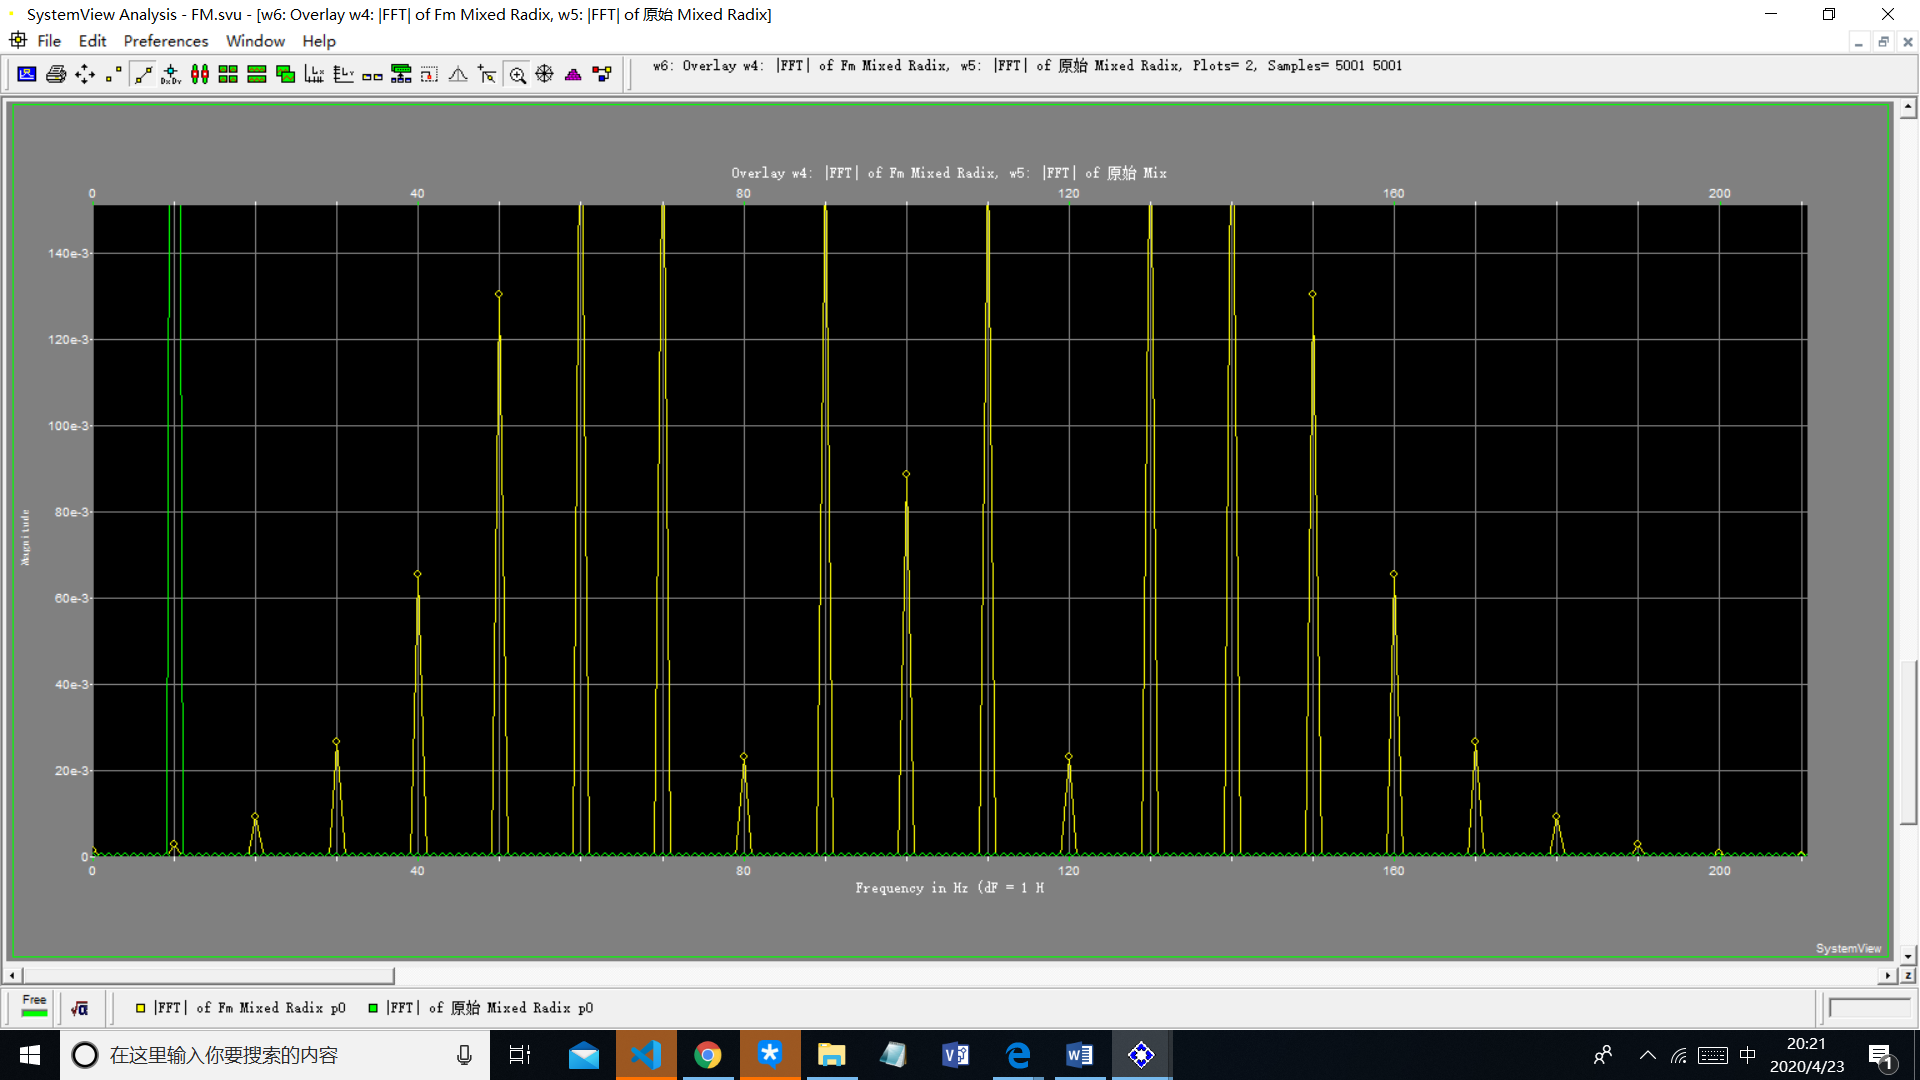 SystemView Analysis - FM.svu - [w6: Overlay w4: |FFT| of Fm Mixed Radix, w5: |FFT| of 原始 Mixed Radix]
File Edit Preferences Window Help
w6: Overlay w4: |FFT| of Fm Mixed Radix, w5: |FFT| of 原始 Mixed Radix, Plots= 2, Samples= 5001 5001
Overlay w4: |FFT| of Fm Mixed Radix, w5: |FFT| of 原始 Mix
0 40 80 120 160 200
140e-3
120e-3
100e-3
80e-3
60e-3
40e-3
20e-3
0
Magnitude
0 40 80 120 160 200
Frequency in Hz (dF = 1 H
SystemView
Free
|FFT| of Fm Mixed Radix p0 |FFT| of 原始 Mixed Radix p0
在这里输入你要搜索的内容
中
20:21
2020/4/23
1